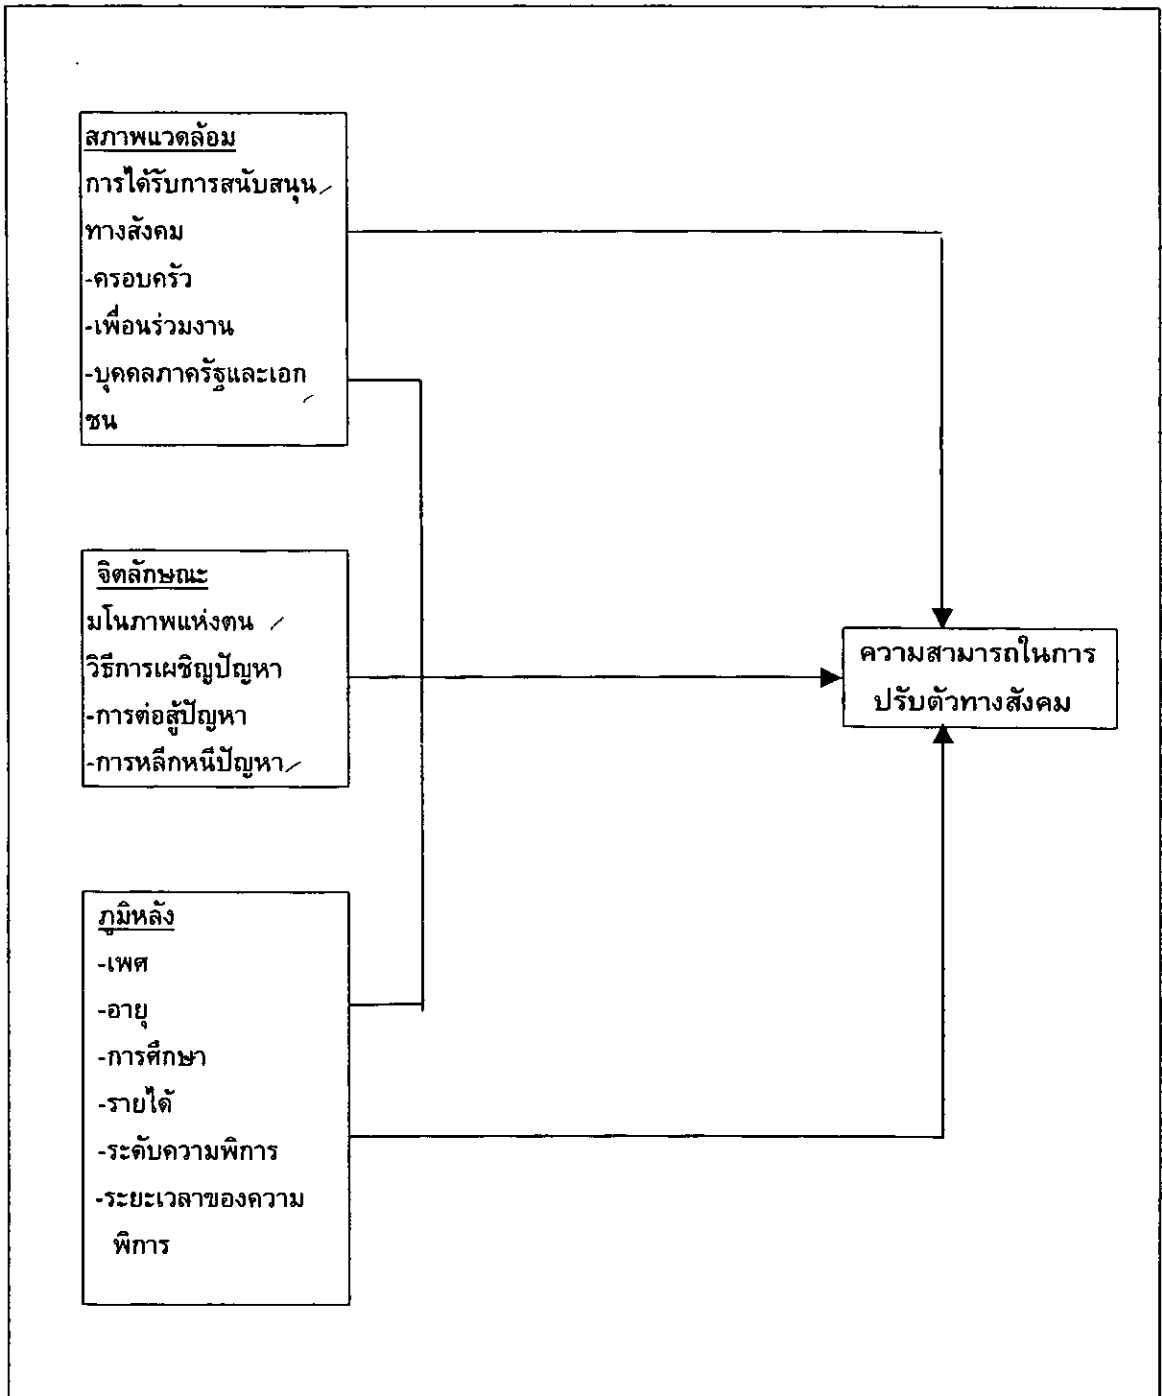 สภาพแวดล้อม
การได้รับการสนับสนุน
ทางสังคม
-ครอบครัว
-เพื่อนร่วมงาน
-บุคคลภาครัฐและเอก
ชน
จิตลักษณะ
มโนภาพแห่งตน
วิธีการเผชิญปัญหา
-การต่อสู้ปัญหา
-การหลีกหนีปัญหา
ความสามารถในการ
ปรับตัวทางสังคม
ภูมิหลัง
-เพศ
-อายุ
-การศึกษา
-รายได้
-ระดับความพิการ
-ระยะเวลาของความ
พิการ